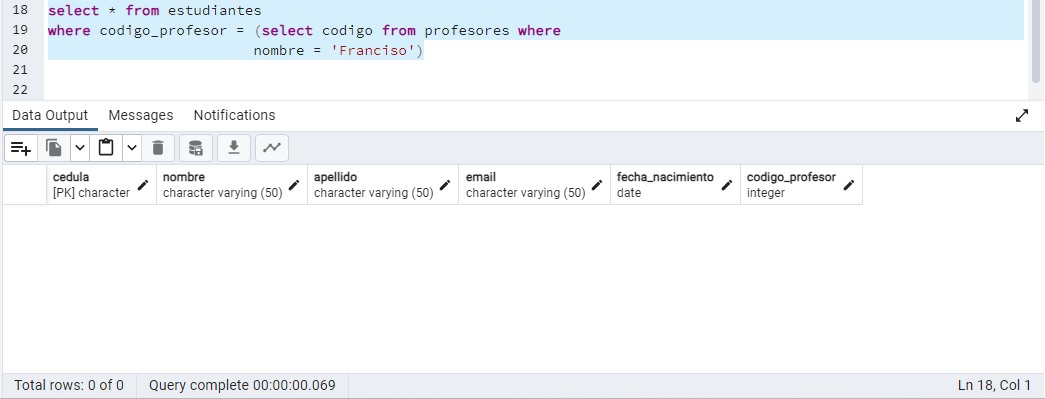 18 select * from estudiantes
19 where codigo_profesor = (select codigo from profesores where
20 nombre = 'Franciso')
21
22
Data Output Messages Notifications
cedula nombre apellido email fecha_nacimiento codigo_profesor
[PK] character character varying (50) character varying (50) character varying (50) date integer
Total rows: 0 of 0 Query complete 00:00:00.069 Ln 18, Col 1